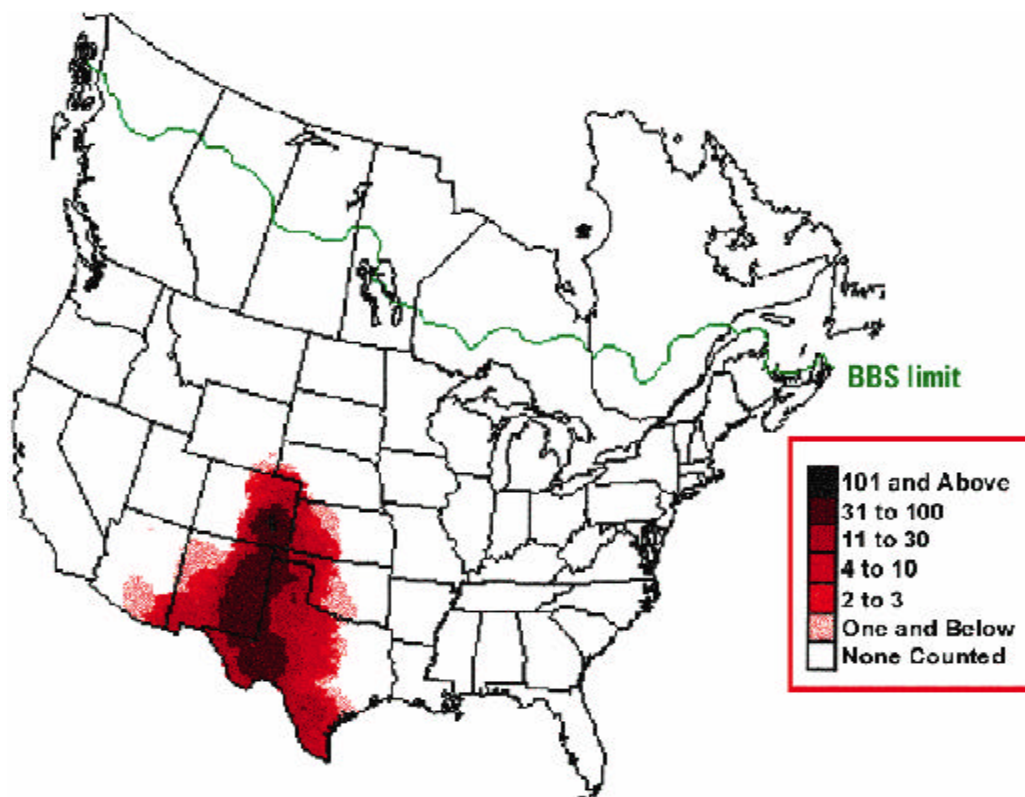 BBS limit
101 and Above
31 to 100
11 to 30
4 to 10
2 to 3
One and Below
None Counted